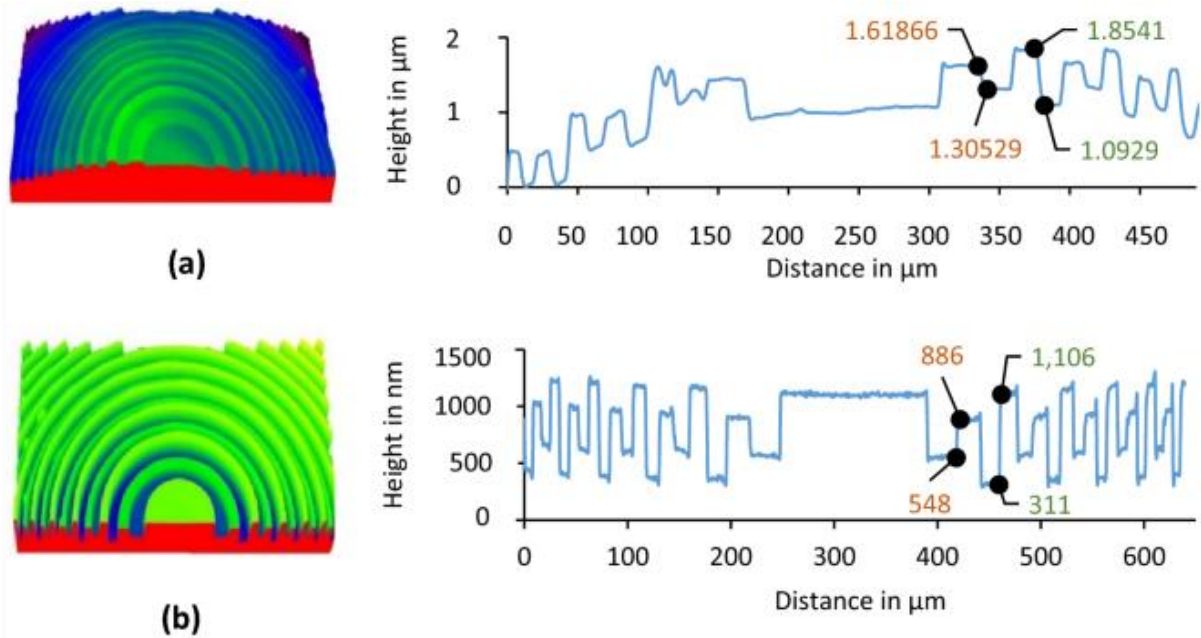 Height in μm
2
1
0
1.61866
1.8541
1.30529
1.0929
0 50 100 150 200 250 300 350 400 450
Distance in μm
(a)
Height in nm
1500
1000
500
0
886
1,106
548
311
0 100 200 300 400 500 600
Distance in μm
(b)